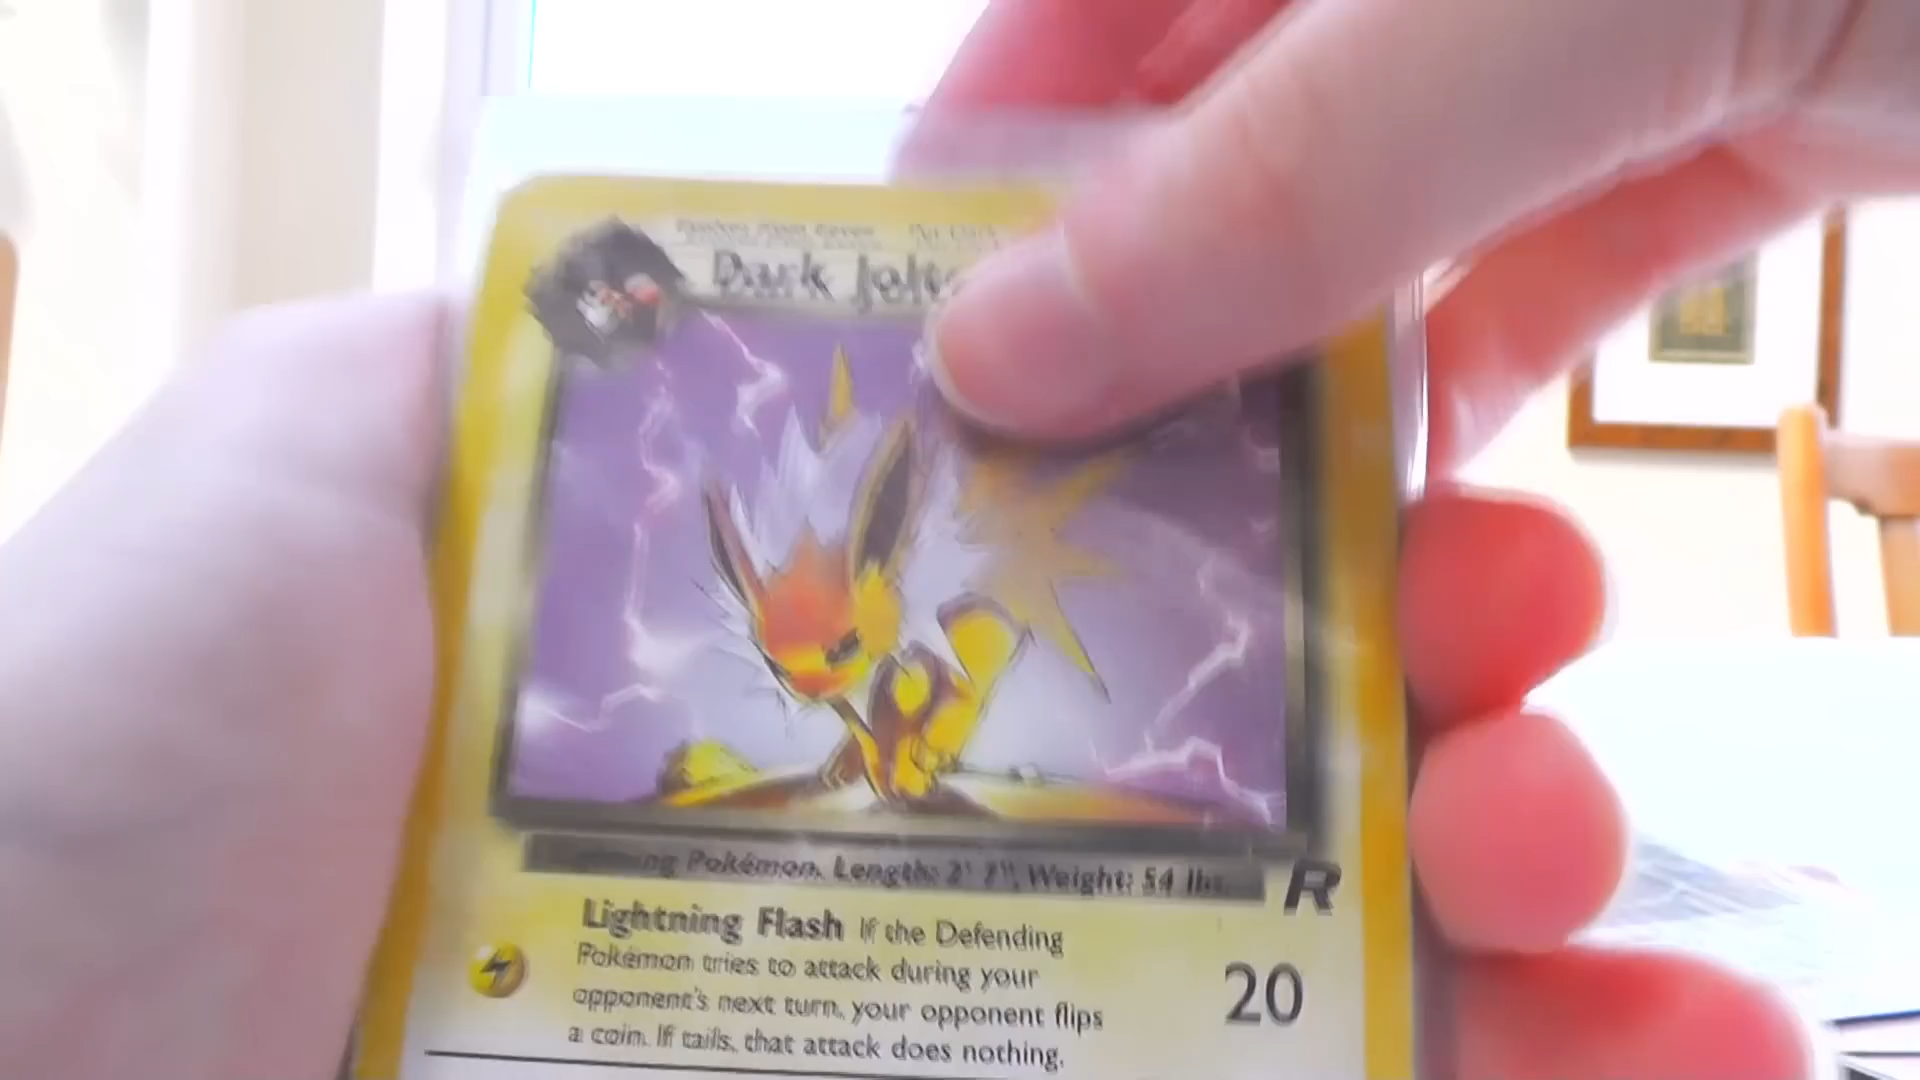 Dark Jolt
Pokémon. Length: 2' 7", Weight: 54 lbs.
R
Lightning Flash If the Defending
Pokémon tries to attack during your
opponent's next turn, your opponent flips
a coin. If tails, that attack does nothing.
20